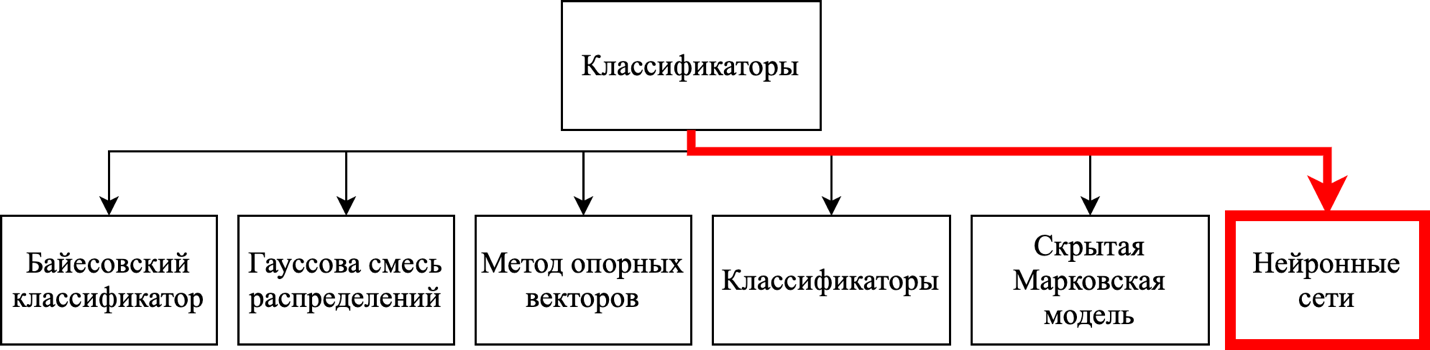 Классификаторы
Байесовский
классификатор
Гауссова смесь
распределений
Метод опорных
векторов
Классификаторы
Скрытая
Марковская
модель
Нейронные
сети